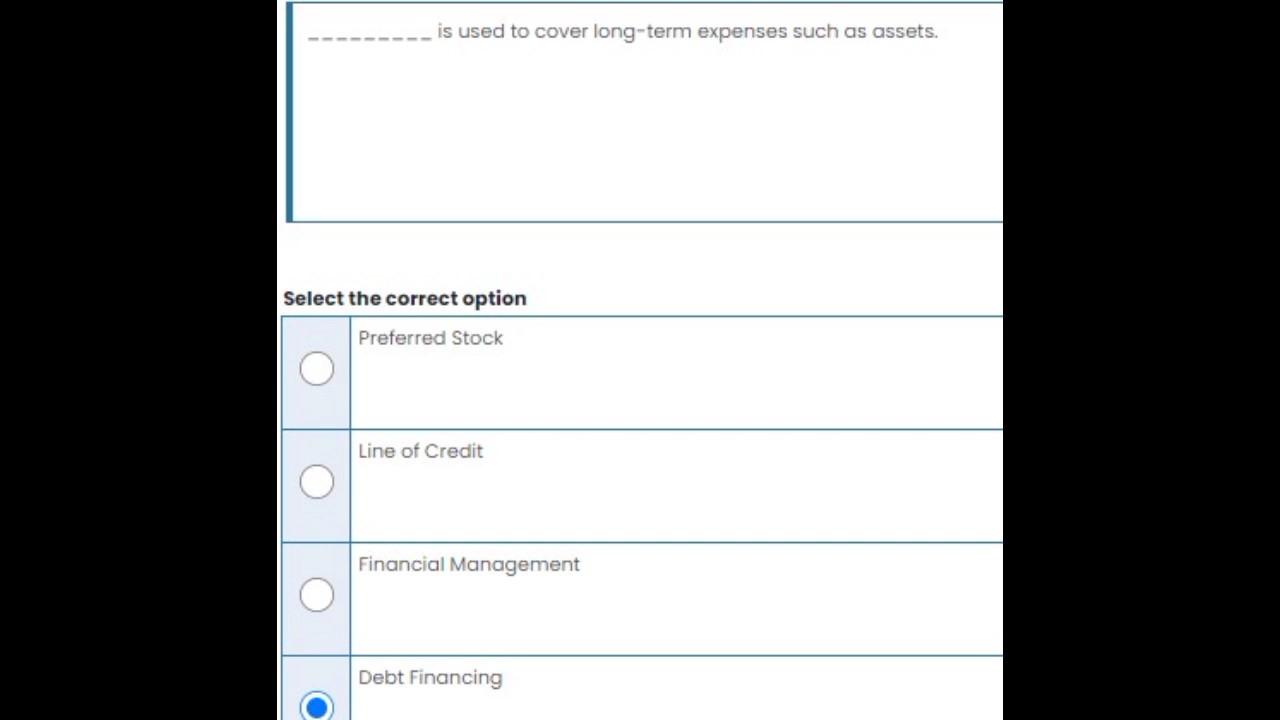 _________ is used to cover long-term expenses such as assets.
Select the correct option
Preferred Stock
Line of Credit
Financial Management
Debt Financing